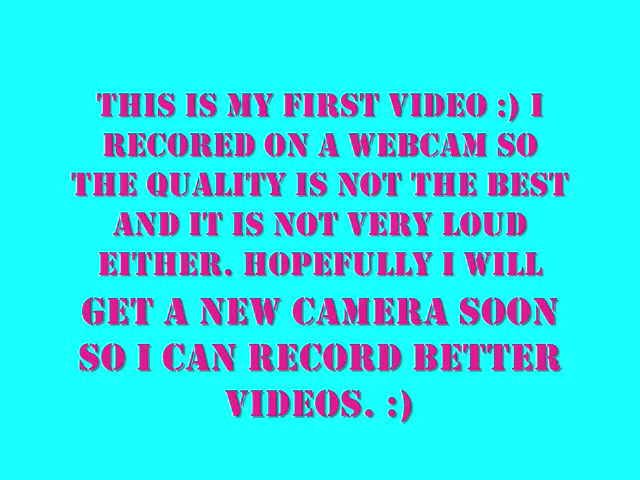 THIS IS MY FIRST VIDEO :) I
RECORED ON A WEBCAM SO
THE QUALITY IS NOT THE BEST
AND IT IS NOT VERY LOUD
EITHER. HOPEFULLY I WILL
GET A NEW CAMERA SOON
SO I CAN RECORD BETTER
VIDEOS. :)